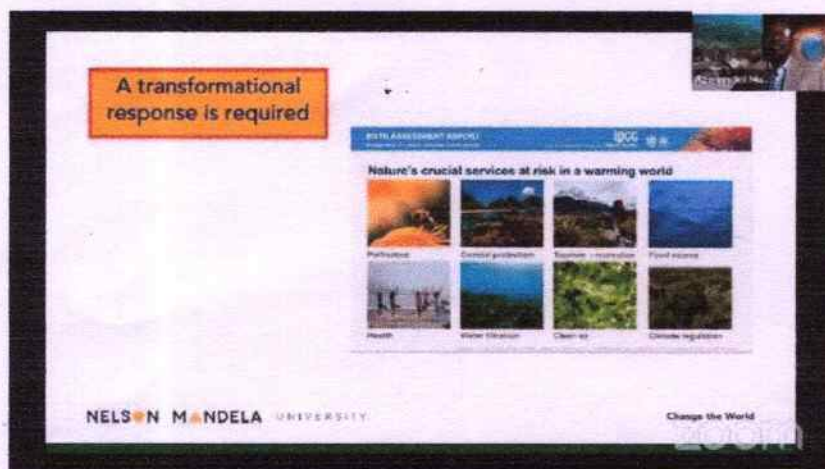 A transformational
response is required
SIXTH ASSESSMENT REPORT
ipcc
Nature's crucial services at risk in a warming world
Pollination
Coastal protection
Tourism / recreation
Food source
Health
Water filtration
Clean air
Climate regulation
NELSON MANDELA UNIVERSITY
Change the World
zoom